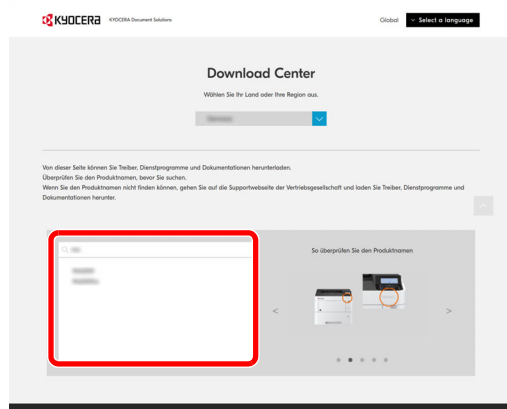 KYOCERA KYOCERA Document Solutions
Global Select a language
Download Center
Wählen Sie Ihr Land oder Ihre Region aus.
Von dieser Seite können Sie Treiber, Dienstprogramme und Dokumentationen herunterladen.
Überprüfen Sie den Produktnamen, bevor Sie suchen.
Wenn Sie den Produktnamen nicht finden können, gehen Sie auf die Supportwebseite der Vertriebsgesellschaft und laden Sie Treiber, Dienstprogramme und
Dokumentationen herunter.
So überprüfen Sie den Produktnamen